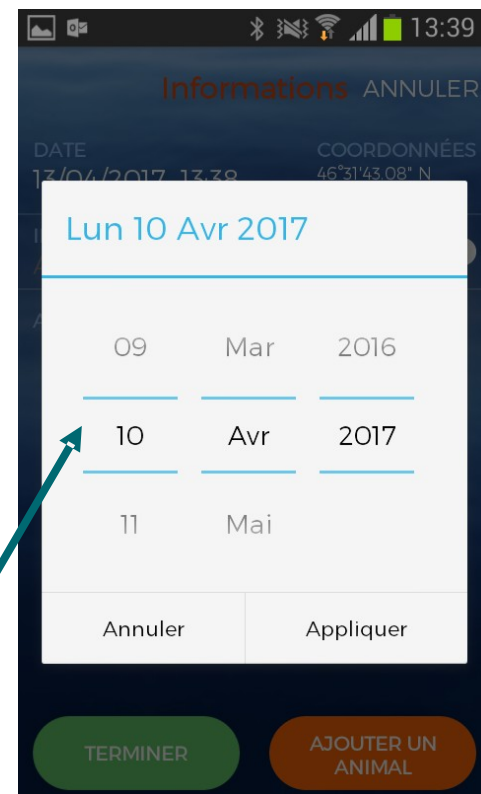 13:39
Informations ANNULER
DATE COORDONNÉES
13/04/2017 13:38 46°31'43.08" N
Lun 10 Avr 2017
09 Mar 2016
10 Avr 2017
11 Mai
Annuler Appliquer
TERMINER AJOUTER UN ANIMAL